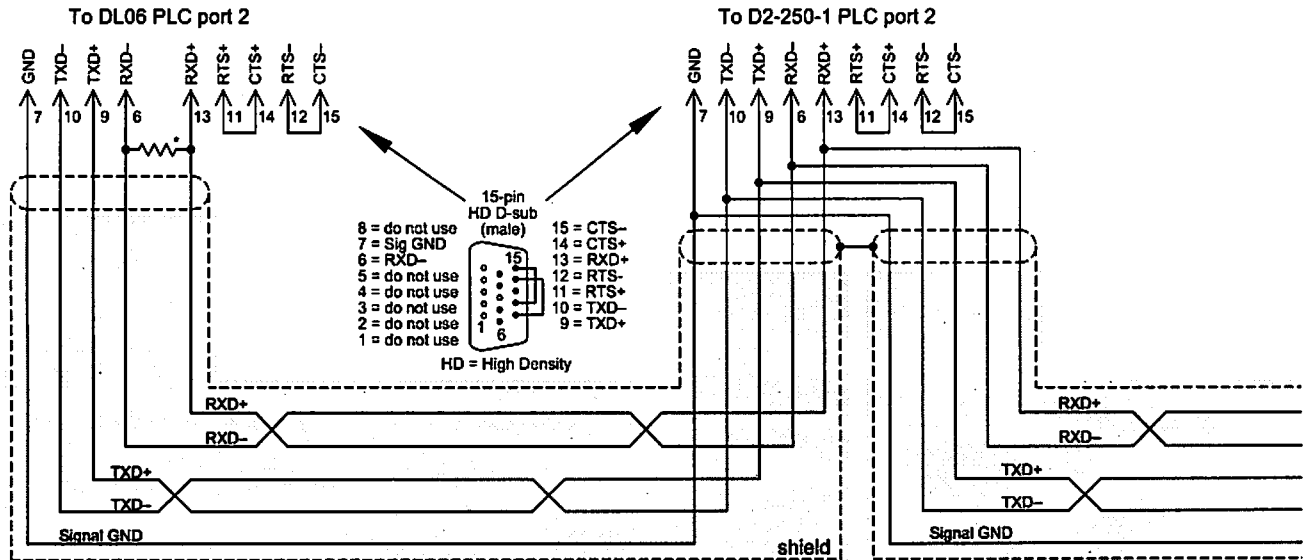 To DL06 PLC port 2
GND TXD- TXD+ RXD- RXD+ RTS+ CTS+ RTS- CTS-
7 10 9 6 13 11 14 12 15
*
To D2-250-1 PLC port 2
GND TXD- TXD+ RXD- RXD+ RTS+ CTS+ RTS- CTS-
7 10 9 6 13 11 14 12 15
15-pin
HD D-sub
(male)
8 = do not use
7 = Sig GND
6 = RXD-
5 = do not use
4 = do not use
3 = do not use
2 = do not use
1 = do not use
15
1
6
15 = CTS-
14 = CTS+
13 = RXD+
12 = RTS-
11 = RTS+
10 = TXD-
9 = TXD+
HD = High Density
RXD+
RXD-
TXD+
TXD-
Signal GND
shield
RXD+
RXD-
TXD+
TXD-
Signal GND